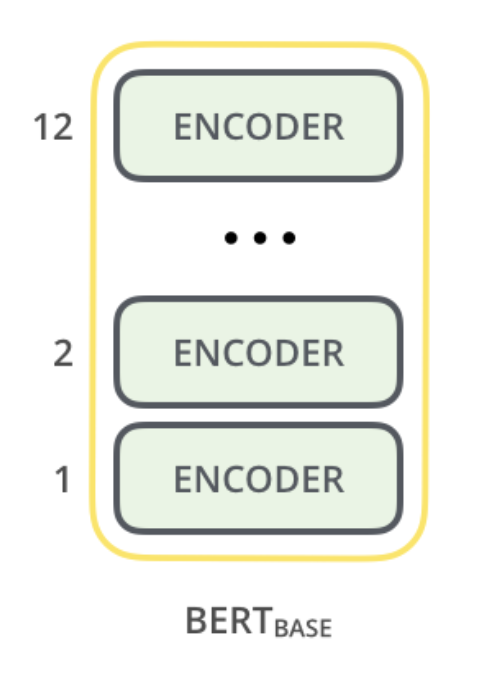 12 ENCODER
...
2 ENCODER
1 ENCODER
BERTBASE